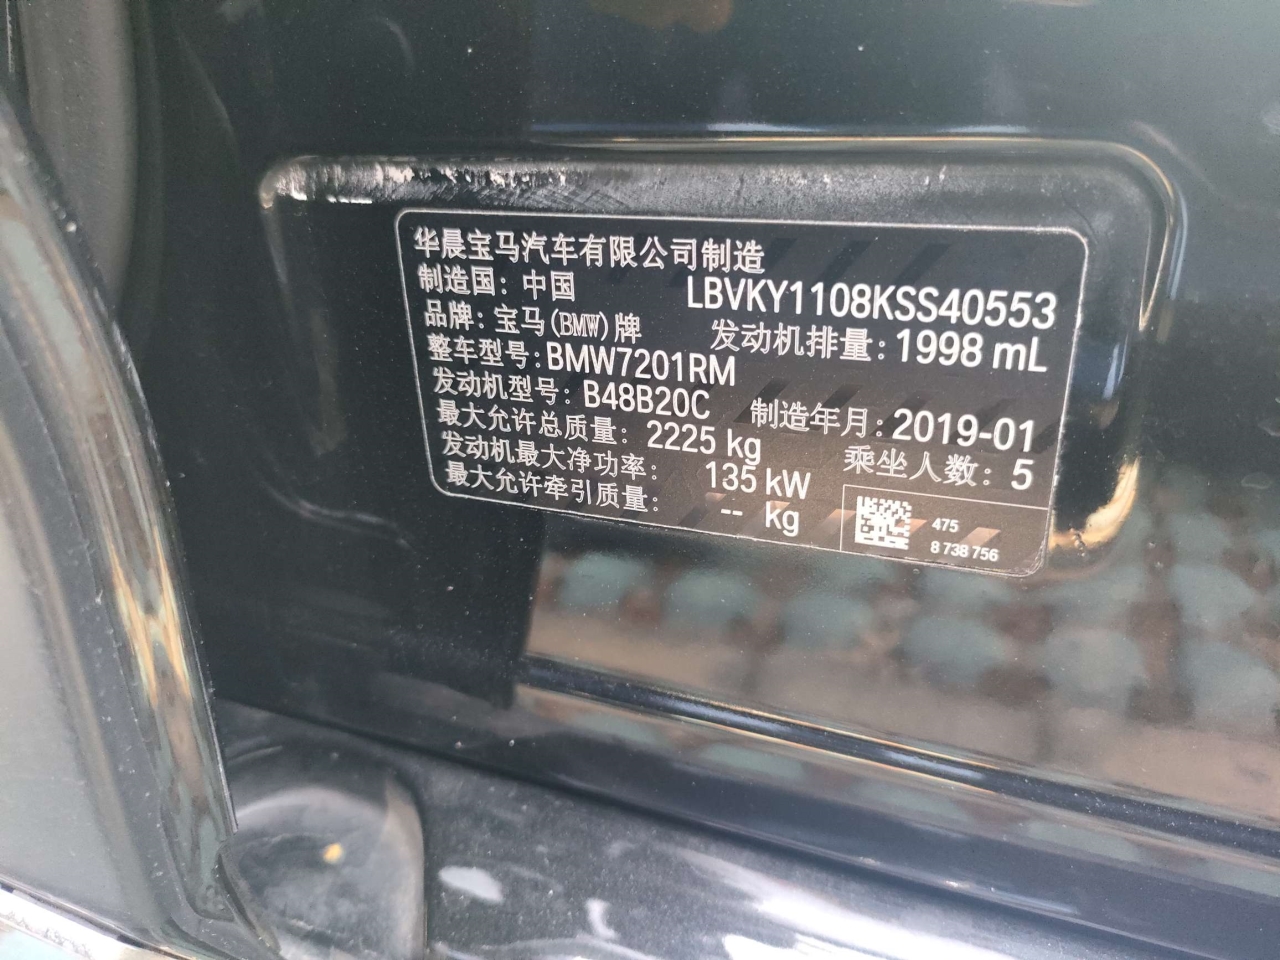 华晨宝马汽车有限公司制造
制造国: 中国 LBVKY1108KSS40553
品牌: 宝马(BMW)牌 发动机排量: 1998 mL
整车型号: BMW7201RM
发动机型号: B48B20C 制造年月: 2019-01
最大允许总质量: 2225 kg 乘坐人数: 5
发动机最大净功率: 135 kW
最大允许牵引质量: -- kg
475
8 738 756